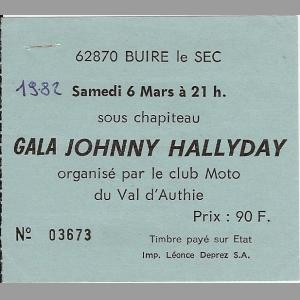 62870 BUIRE le SEC
1982 Samedi 6 Mars à 21 h.
sous chapiteau
GALA JOHNNY HALLYDAY
organisé par le club Moto
du Val d'Authie
Prix : 90 F.
Nº 03673
Timbre payé sur Etat
Imp. Léonce Deprez S.A.